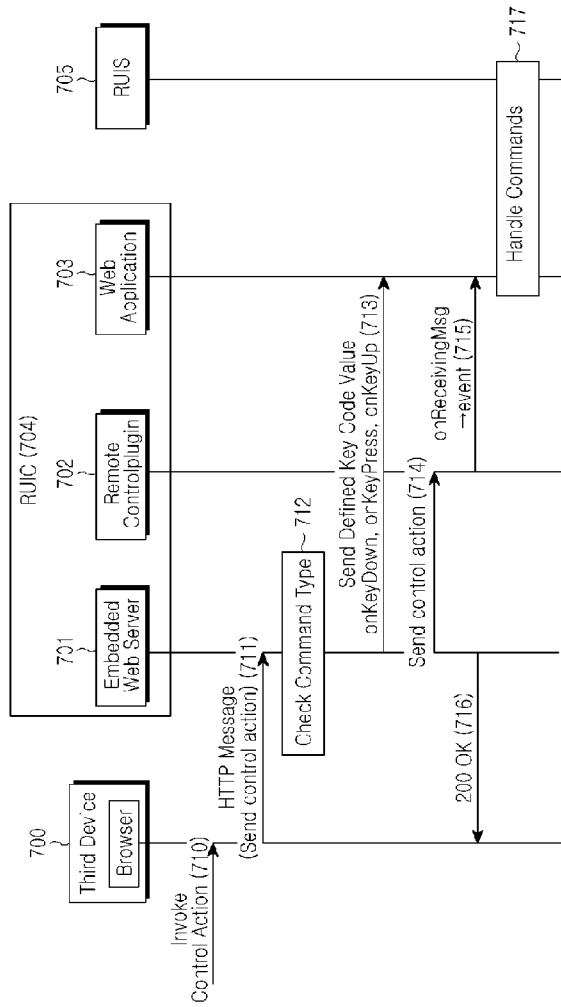 RUIC (704)
700
701
702
703
705
Third Device
Browser
Embedded
Web Server
Remote
Controlplugin
Web
Application
RUIS
Invoke
Control Action (710)
HTTP Message
(Send control action) (711)
Check Command Type
712
Send Defined Key Code Value
onKeyDown, onKeyPress, onKeyUp (713)
Send control action (714)
onReceivingMsg
→event (715)
200 OK (716)
Handle Commands
717